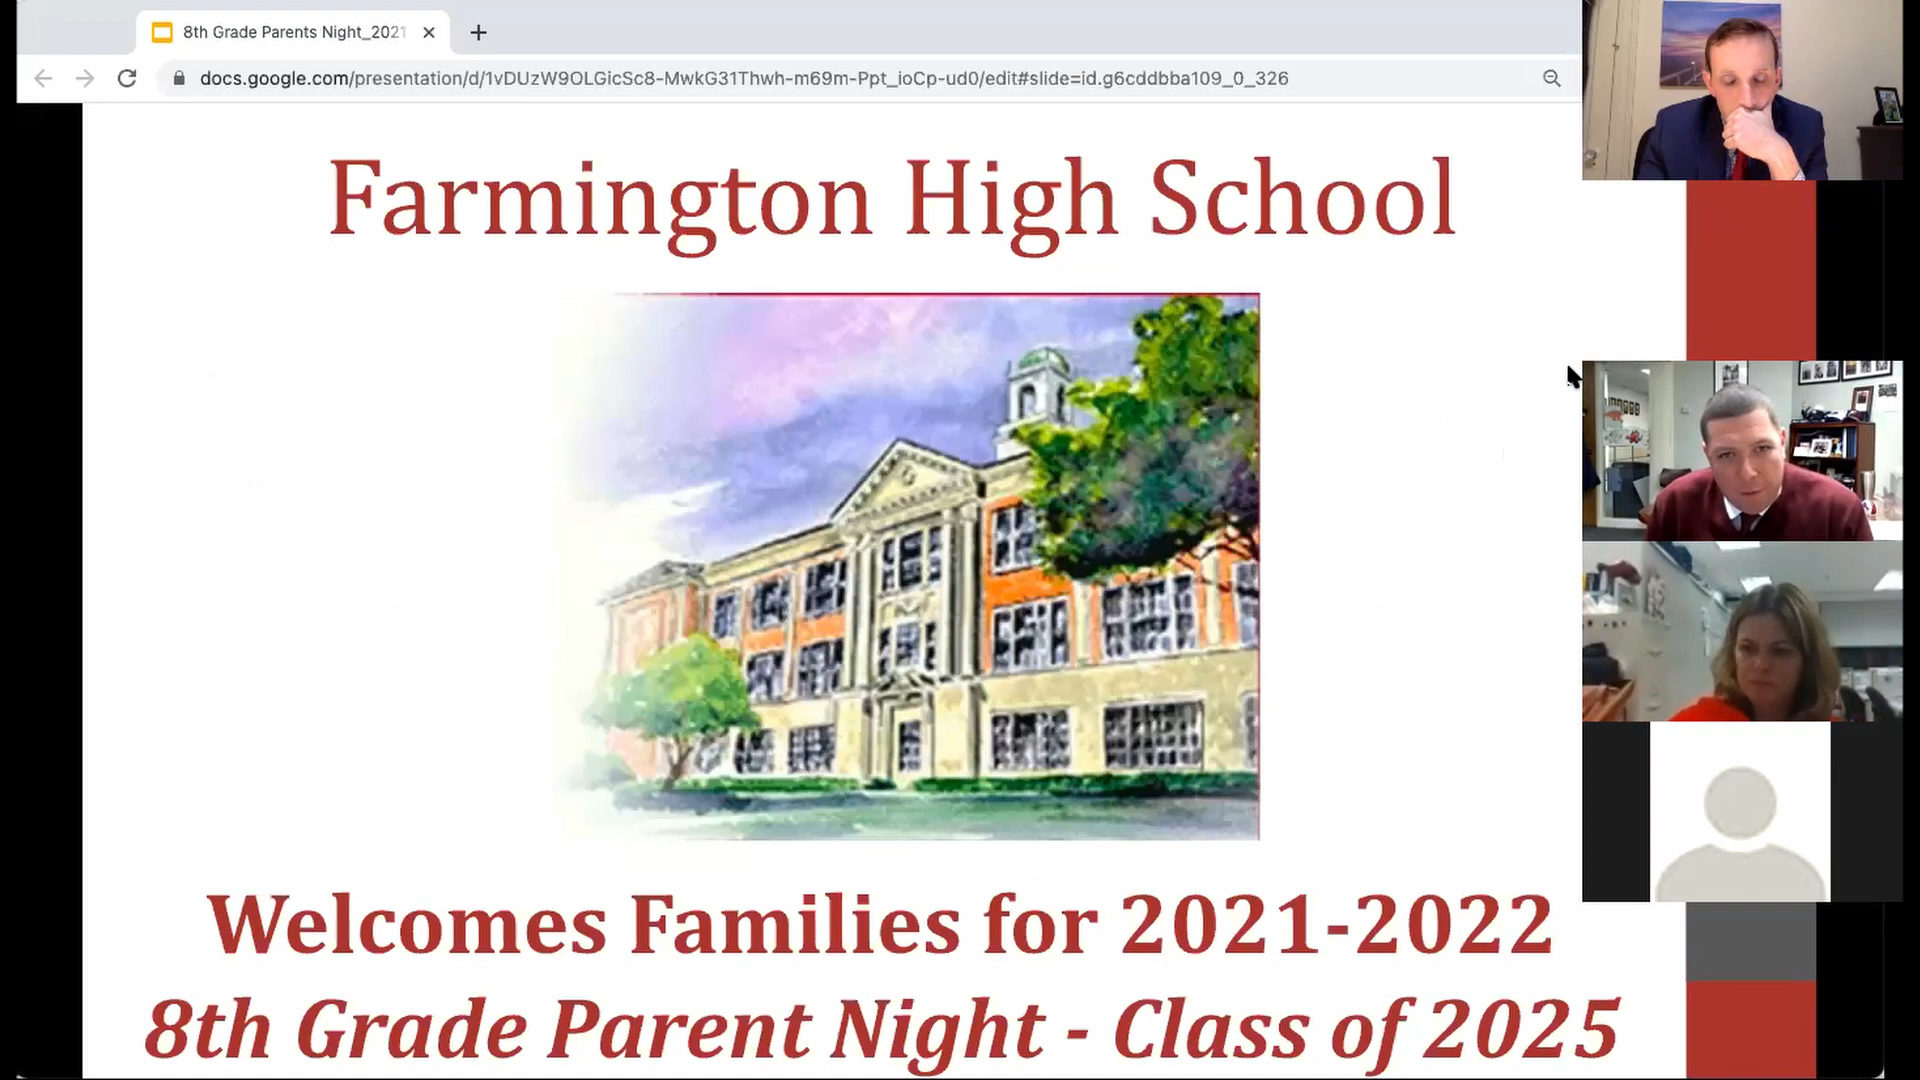 8th Grade Parents Night_2021
docs.google.com/presentation/d/1vDUzW9OLGicSc8-MwkG31Thwh-m69m-Ppt_ioCp-ud0/edit#slide=id.g6cddbba109_0_326
Farmington High School
Welcomes Families for 2021-2022
8th Grade Parent Night - Class of 2025